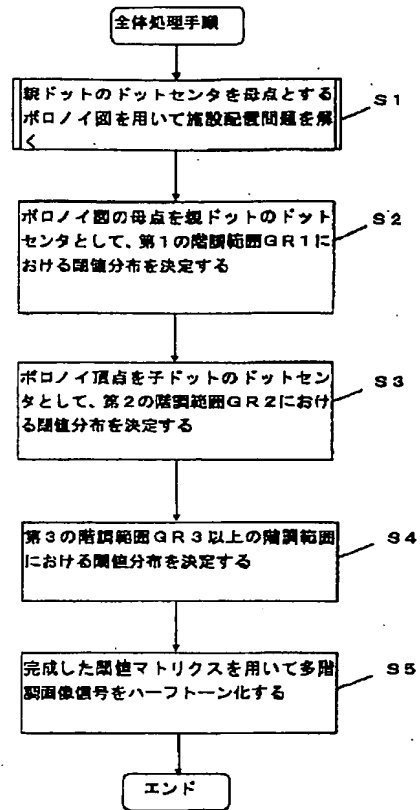 全体処理手順
親ドットのドットセンタを母点とする
ボロノイ図を用いて施設配置問題を解
く
S1
ボロノイ図の母点を親ドットのドット
センタとして、第1の階調範囲GR1に
おける閾値分布を決定する
S2
ボロノイ頂点を子ドットのドットセン
タとして、第2の階調範囲GR2におけ
る閾値分布を決定する
S3
第3の階調範囲GR3以上の階調範囲
における閾値分布を決定する
S4
完成した閾値マトリクスを用いて多階
調画像信号をハーフトーン化する
S5
エンド